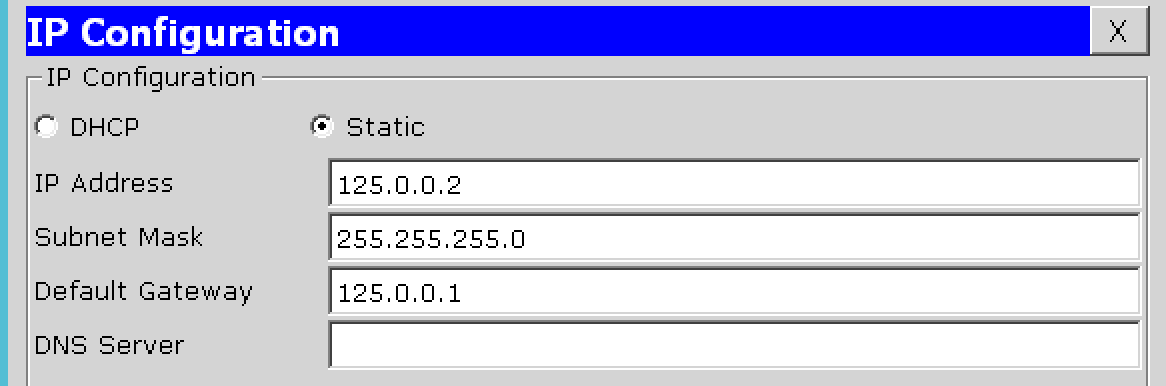 IP Configuration X
IP Configuration
DHCP Static
IP Address 125.0.0.2
Subnet Mask 255.255.255.0
Default Gateway 125.0.0.1
DNS Server